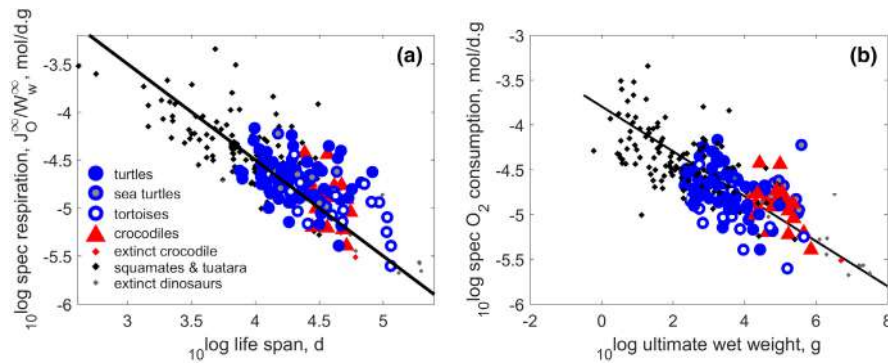 (a)
10log spec respiration, J_O^∞/W_w^∞, mol/d.g
-3.5
-4
-4.5
-5
-5.5
-6
turtles
sea turtles
tortoises
crocodiles
extinct crocodile
squamates & tuatara
extinct dinosaurs
3 3.5 4 4.5 5
10log life span, d
(b)
10log spec O2 consumption, mol/d.g
-3
-3.5
-4
-4.5
-5
-5.5
-6
-2 0 2 4 6 8
10log ultimate wet weight, g